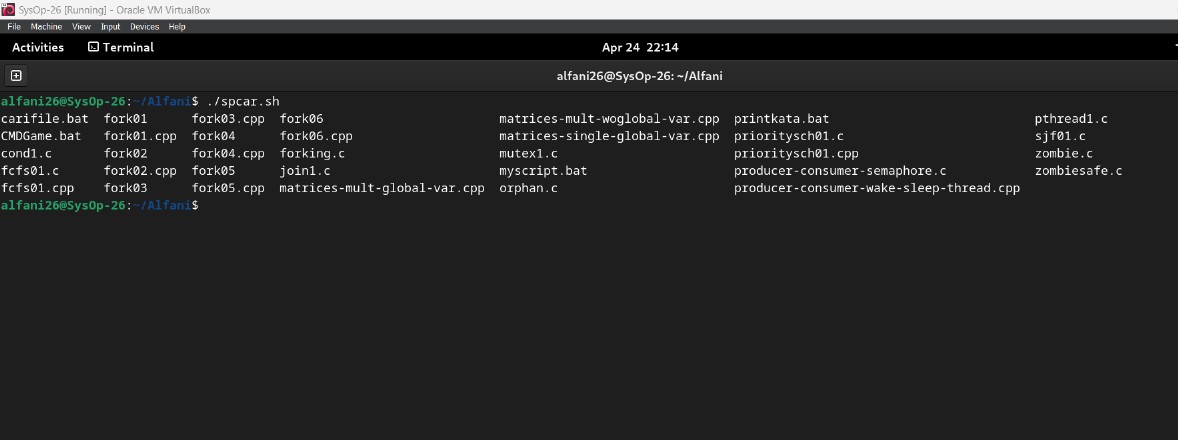 SysOp-26 [Running] - Oracle VM VirtualBox
File Machine View Input Devices Help
Activities Terminal Apr 24 22:14
alfani26@SysOp-26: ~/Alfani
alfani26@SysOp-26:~/Alfani$ ./spcar.sh
carifile.bat fork01 fork03.cpp fork06 matrices-mult-woglobal-var.cpp printkata.bat pthread1.c
CMDGame.bat fork01.cpp fork04 fork06.cpp matrices-single-global-var.cpp prioritysch01.c sjf01.c
cond1.c fork02 fork04.cpp forking.c mutex1.c prioritysch01.cpp zombie.c
fcfs01.c fork02.cpp fork05 join1.c myscript.bat producer-consumer-semaphore.c zombiesafe.c
fcfs01.cpp fork03 fork05.cpp matrices-mult-global-var.cpp orphan.c producer-consumer-wake-sleep-thread.cpp
alfani26@SysOp-26:~/Alfani$